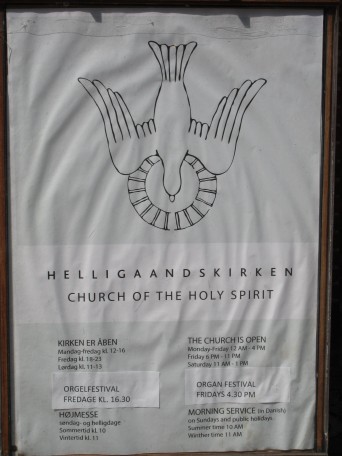 HELLIGAANDSKIRKEN
CHURCH OF THE HOLY SPIRIT
KIRKEN ER ÅBEN
Mandag-fredag kl. 12-16
Fredag kl. 18-23
Lørdag kl. 11-13
ORGELFESTIVAL
FREDAGE KL. 16.30
HØJMESSE
søndag- og helligdage
Sommertid kl. 10
Vintertid kl. 11
THE CHURCH IS OPEN
Monday-Friday 12 AM - 4 PM
Friday 6 PM - 11 PM
Saturday 11 AM - 1 PM
ORGAN FESTIVAL
FRIDAYS 4.30 PM
MORNING SERVICE (in Danish)
on Sundays and public holidays
Summer time 10 AM
Winther time 11 AM